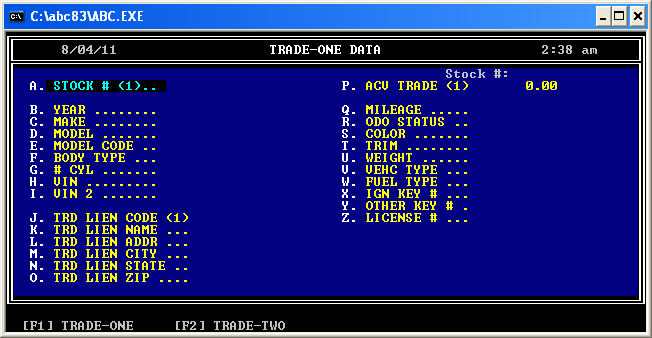 C:\abc83\ABC.EXE
8/04/11 TRADE-ONE DATA 2:38 am
Stock #:
A. STOCK # (1).. P. ACV TRADE (1) 0.00
B. YEAR ........ Q. MILEAGE .....
C. MAKE ........ R. ODO STATUS ..
D. MODEL ....... S. COLOR .......
E. MODEL CODE .. T. TRIM ........
F. BODY TYPE ... U. WEIGHT ......
G. # CYL ....... V. VEHC TYPE ...
H. VIN ......... W. FUEL TYPE ...
I. VIN 2 ....... X. IGN KEY # ...
Y. OTHER KEY # .
J. TRD LIEN CODE (1) Z. LICENSE # ...
K. TRD LIEN NAME ...
L. TRD LIEN ADDR ...
M. TRD LIEN CITY ...
N. TRD LIEN STATE ..
O. TRD LIEN ZIP ....
[F1] TRADE-ONE [F2] TRADE-TWO